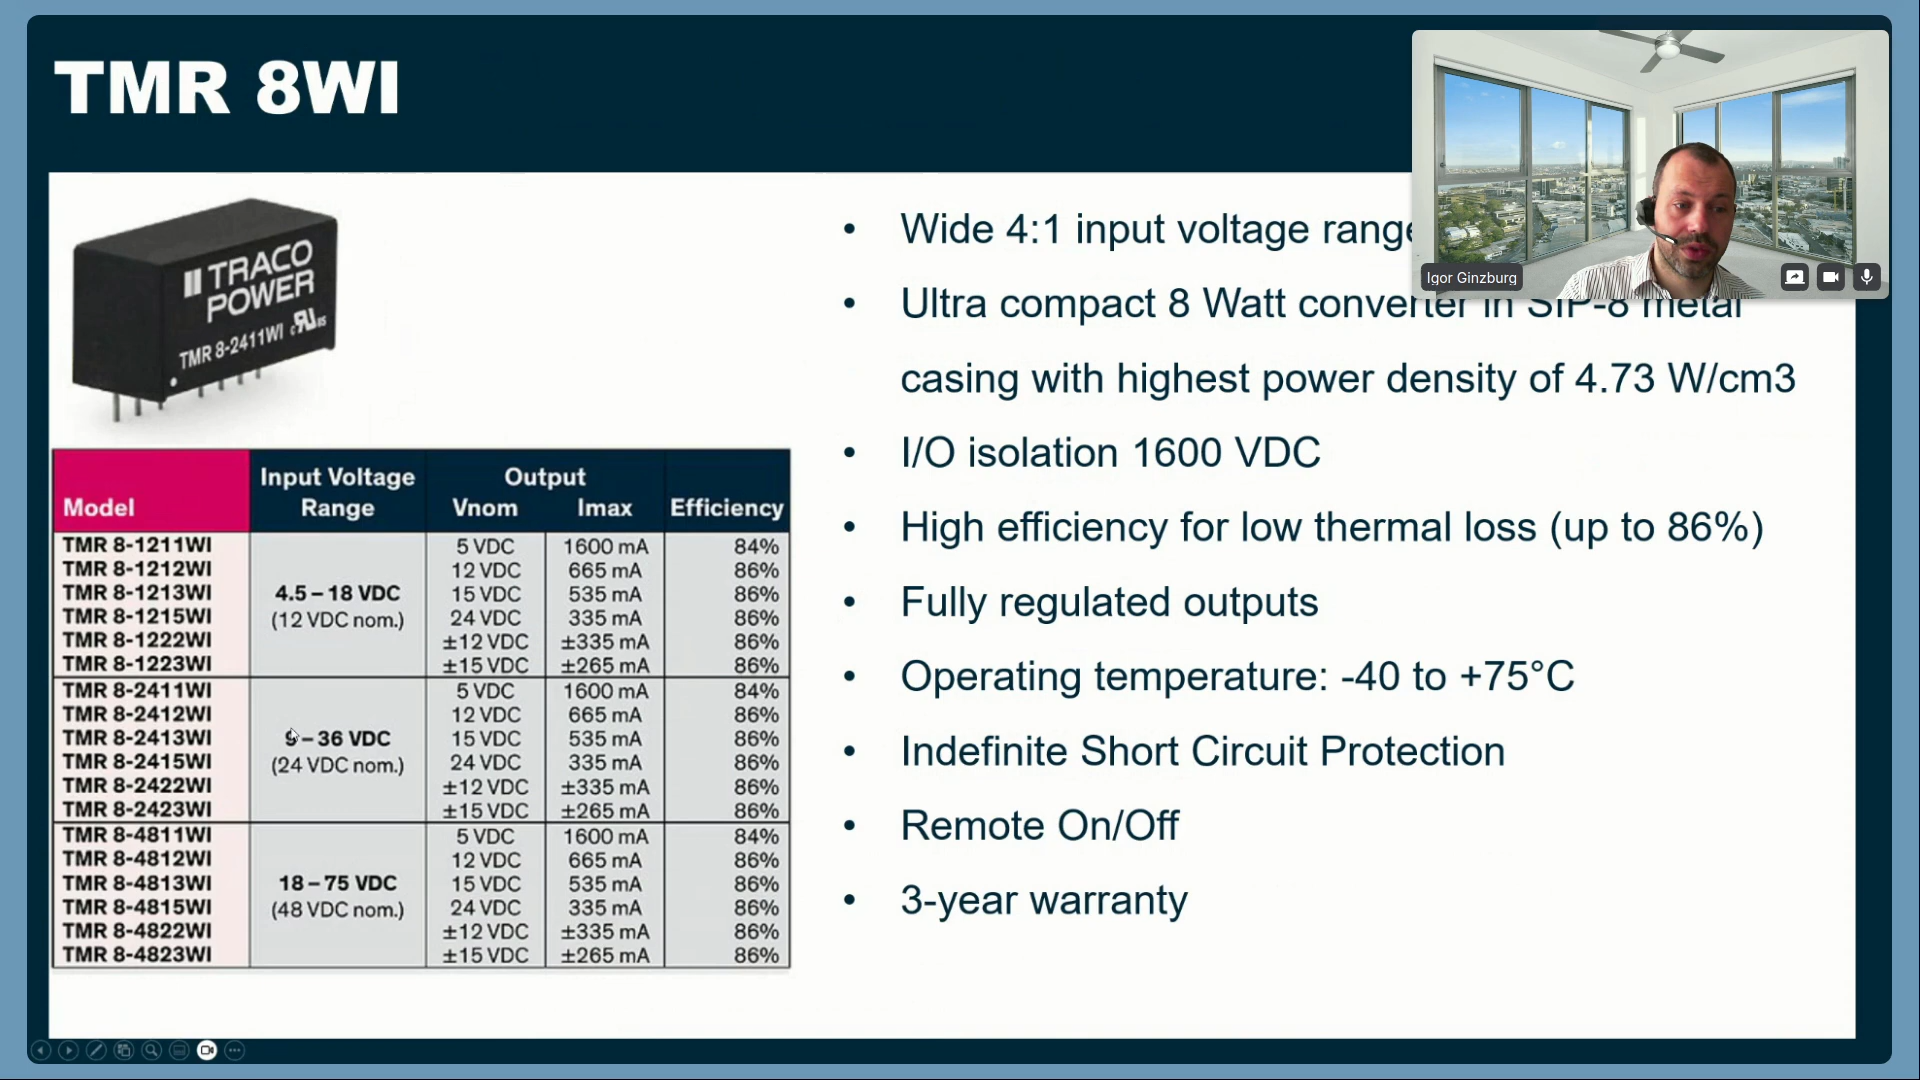 TMR 8WI
Igor Ginzburg
TRACO
POWER
TMR 8-2411WI
Model
Input Voltage
Range
Output
Vnom Imax
Efficiency
TMR 8-1211WI 5 VDC 1600 mA 84%
TMR 8-1212WI 12 VDC 665 mA 86%
TMR 8-1213WI 4.5 – 18 VDC 15 VDC 535 mA 86%
TMR 8-1215WI (12 VDC nom.) 24 VDC 335 mA 86%
TMR 8-1222WI ±12 VDC ±335 mA 86%
TMR 8-1223WI ±15 VDC ±265 mA 86%
TMR 8-2411WI 5 VDC 1600 mA 84%
TMR 8-2412WI 12 VDC 665 mA 86%
TMR 8-2413WI 9 – 36 VDC 15 VDC 535 mA 86%
TMR 8-2415WI (24 VDC nom.) 24 VDC 335 mA 86%
TMR 8-2422WI ±12 VDC ±335 mA 86%
TMR 8-2423WI ±15 VDC ±265 mA 86%
TMR 8-4811WI 5 VDC 1600 mA 84%
TMR 8-4812WI 12 VDC 665 mA 86%
TMR 8-4813WI 18 – 75 VDC 15 VDC 535 mA 86%
TMR 8-4815WI (48 VDC nom.) 24 VDC 335 mA 86%
TMR 8-4822WI ±12 VDC ±335 mA 86%
TMR 8-4823WI ±15 VDC ±265 mA 86%
• Wide 4:1 input voltage range
• Ultra compact 8 Watt converter in SIP-8 metal
casing with highest power density of 4.73 W/cm3
• I/O isolation 1600 VDC
• High efficiency for low thermal loss (up to 86%)
• Fully regulated outputs
• Operating temperature: -40 to +75°C
• Indefinite Short Circuit Protection
• Remote On/Off
• 3-year warranty